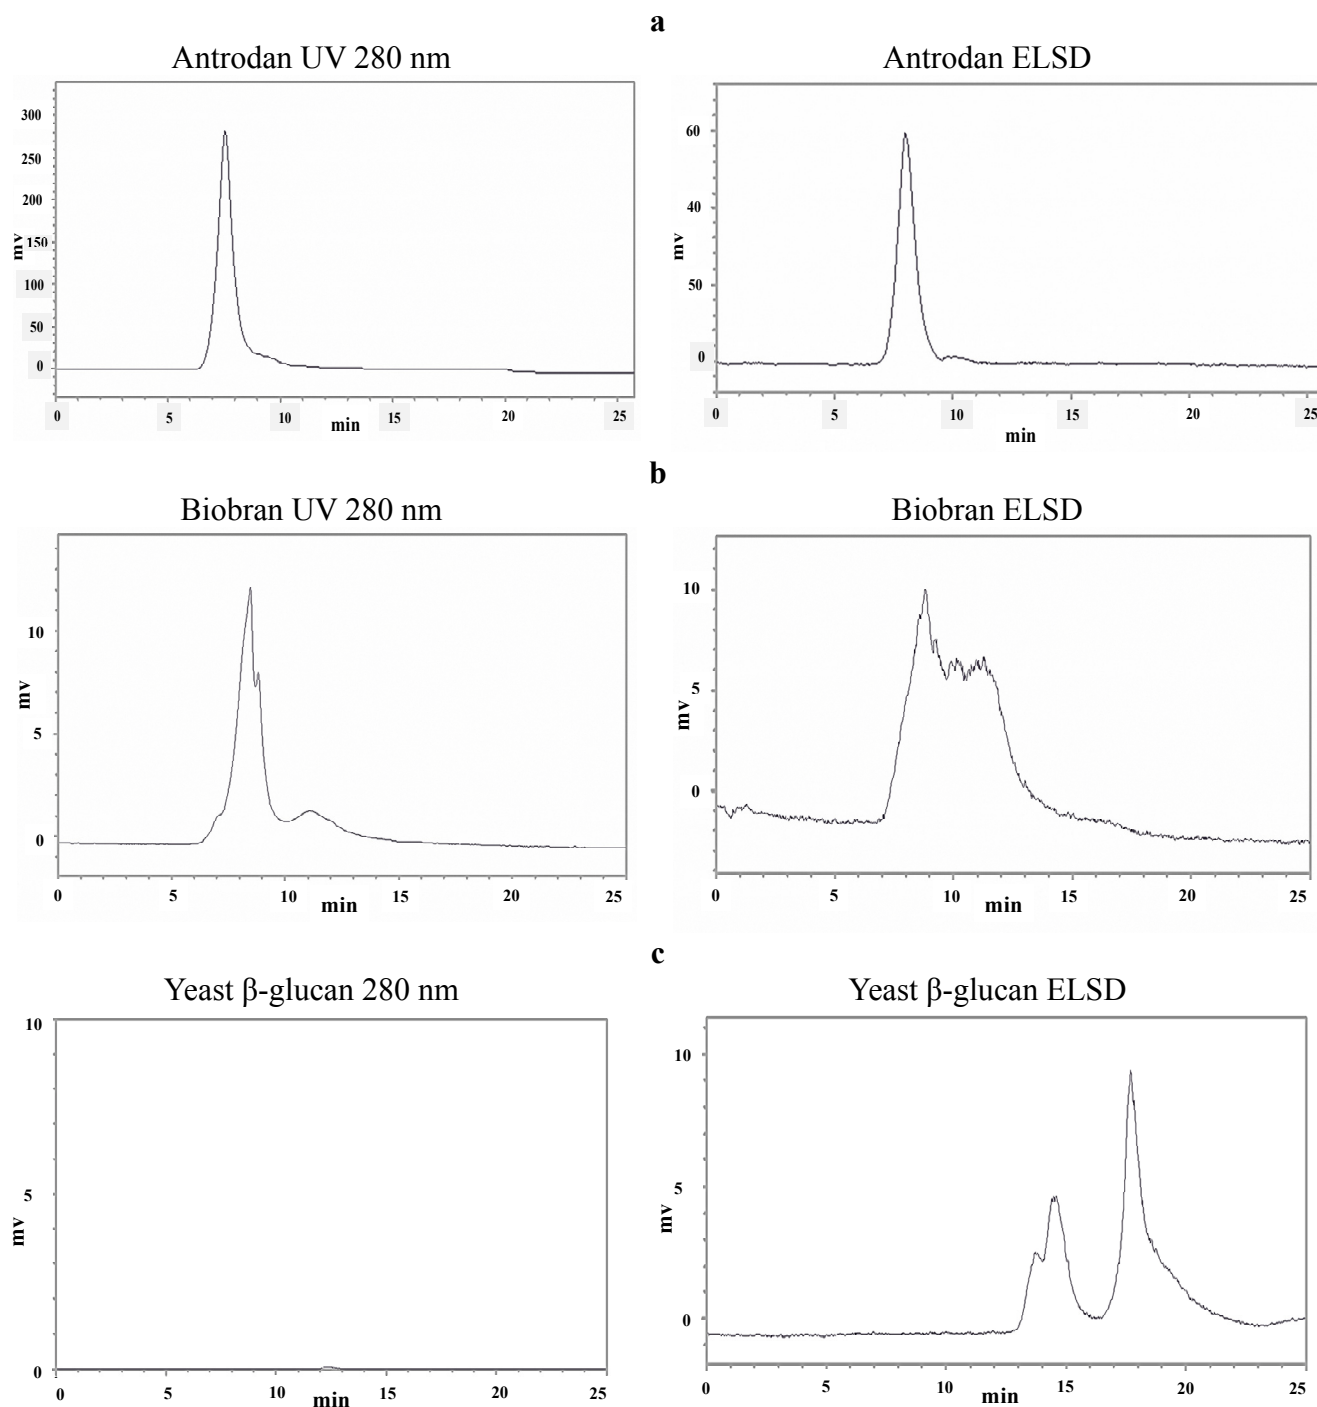 a
Antrodan UV 280 nm
300
250
200
150
100
50
0
mv
0 5 10 15 20 25
min
Antrodan ELSD
60
40
50
0
mv
0 5 10 15 20 25
min
b
Biobran UV 280 nm
10
5
0
mv
0 5 10 15 20 25
min
Biobran ELSD
10
5
0
mv
0 5 10 15 20 25
min
c
Yeast β-glucan 280 nm
10
5
0
mv
0 5 10 15 20 25
min
Yeast β-glucan ELSD
10
5
0
mv
0 5 10 15 20 25
min